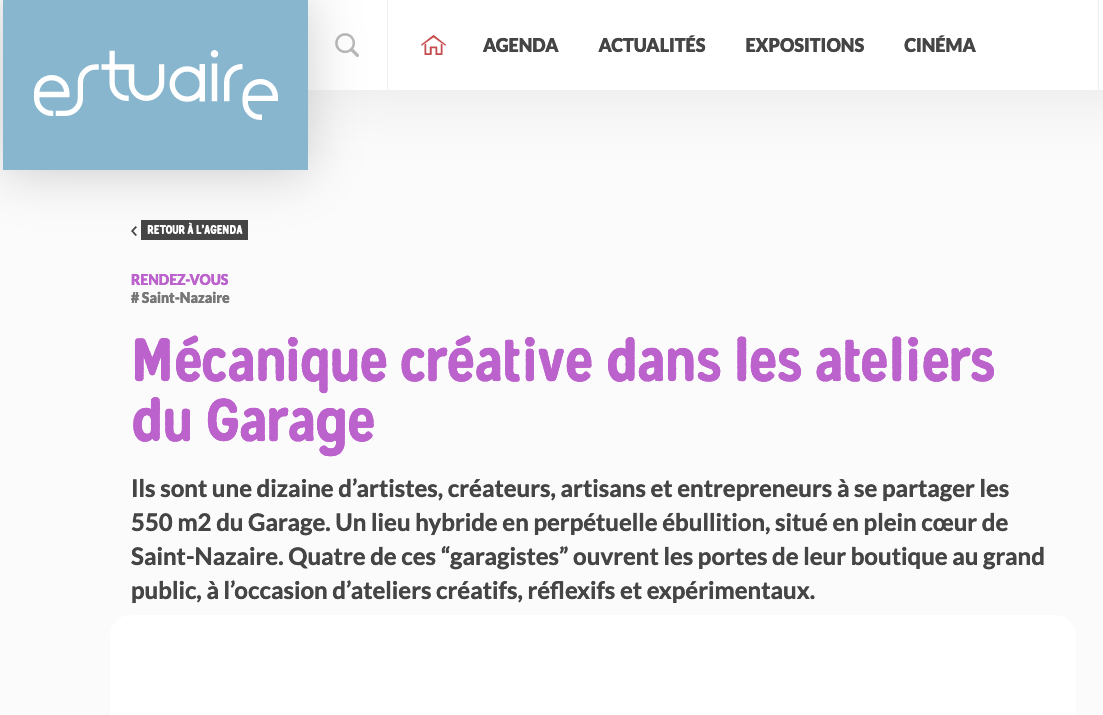 estuaire
AGENDA ACTUALITÉS EXPOSITIONS CINÉMA
RETOUR À L'AGENDA
RENDEZ-VOUS
# Saint-Nazaire
Mécanique créative dans les ateliers
du Garage
Ils sont une dizaine d’artistes, créateurs, artisans et entrepreneurs à se partager les
550 m2 du Garage. Un lieu hybride en perpétuelle ébullition, situé en plein cœur de
Saint-Nazaire. Quatre de ces “garagistes” ouvrent les portes de leur boutique au grand
public, à l’occasion d’ateliers créatifs, réflexifs et expérimentaux.